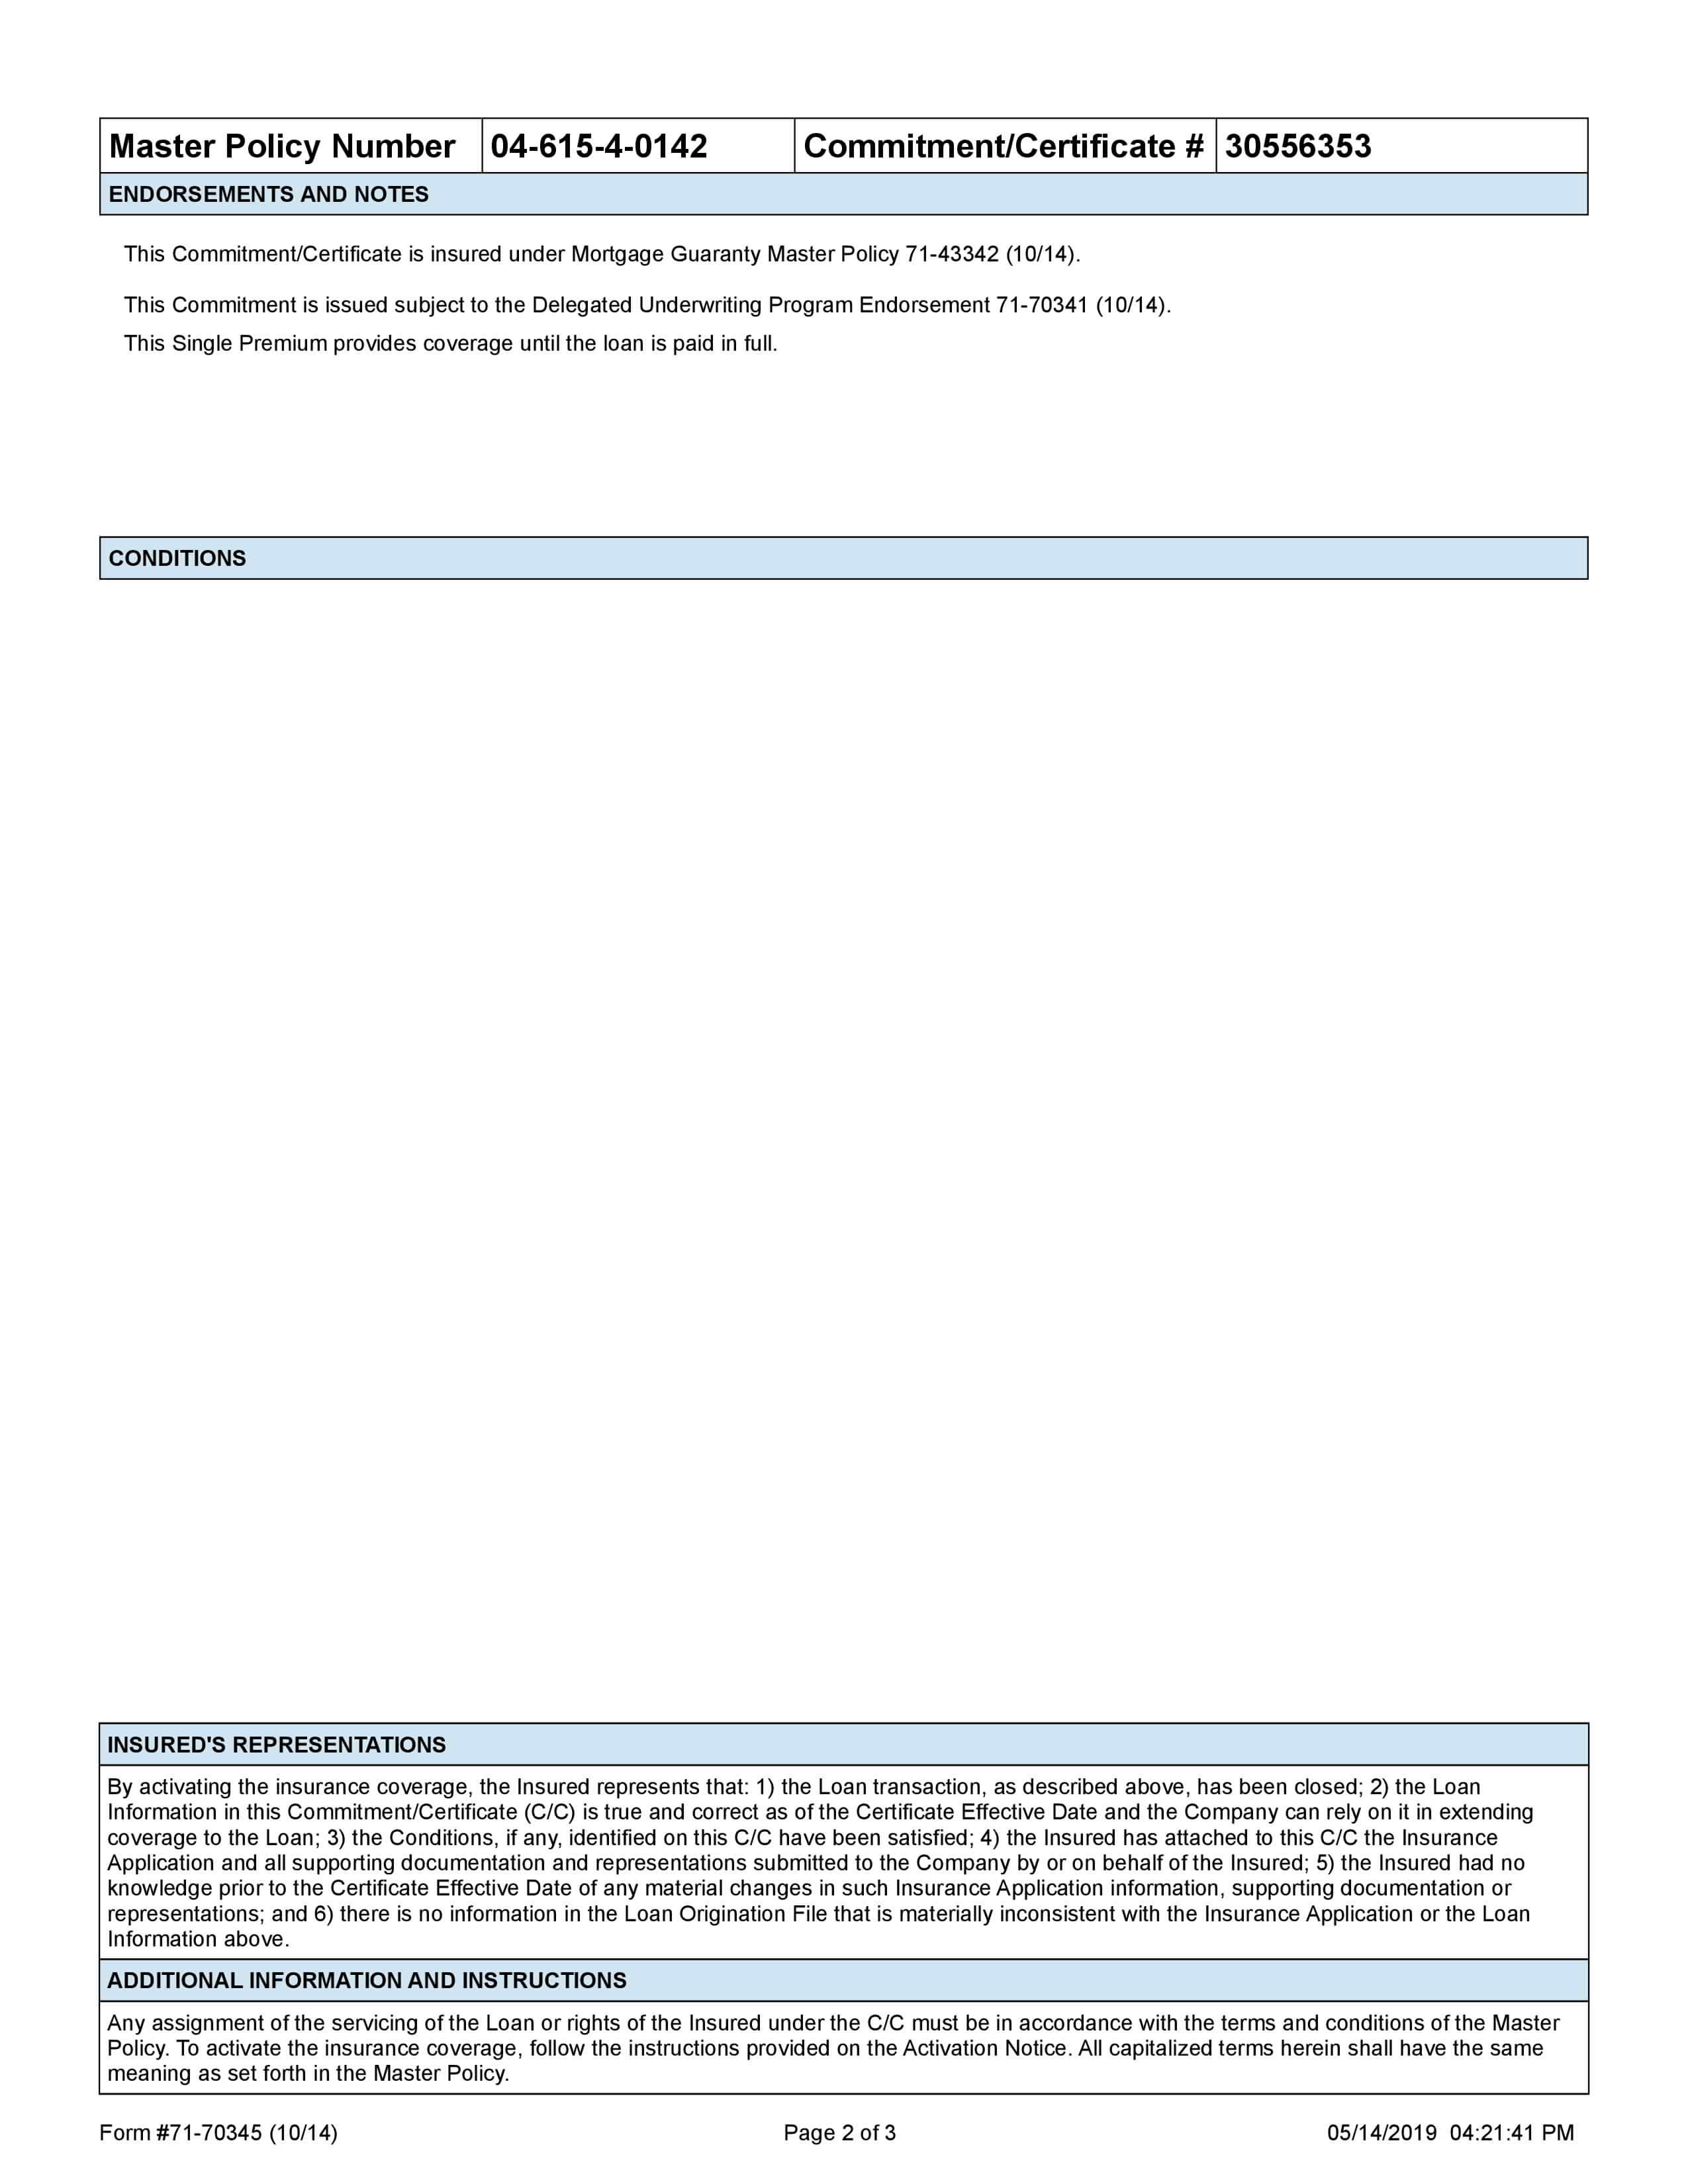 Master Policy Number 04-615-4-0142 Commitment/Certificate # 30556353
ENDORSEMENTS AND NOTES
This Commitment/Certificate is insured under Mortgage Guaranty Master Policy 71-43342 (10/14).
This Commitment is issued subject to the Delegated Underwriting Program Endorsement 71-70341 (10/14).
This Single Premium provides coverage until the loan is paid in full.
CONDITIONS
INSURED'S REPRESENTATIONS
By activating the insurance coverage, the Insured represents that: 1) the Loan transaction, as described above, has been closed; 2) the Loan
Information in this Commitment/Certificate (C/C) is true and correct as of the Certificate Effective Date and the Company can rely on it in extending
coverage to the Loan; 3) the Conditions, if any, identified on this C/C have been satisfied; 4) the Insured has attached to this C/C the Insurance
Application and all supporting documentation and representations submitted to the Company by or on behalf of the Insured; 5) the Insured had no
knowledge prior to the Certificate Effective Date of any material changes in such Insurance Application information, supporting documentation or
representations; and 6) there is no information in the Loan Origination File that is materially inconsistent with the Insurance Application or the Loan
Information above.
ADDITIONAL INFORMATION AND INSTRUCTIONS
Any assignment of the servicing of the Loan or rights of the Insured under the C/C must be in accordance with the terms and conditions of the Master
Policy. To activate the insurance coverage, follow the instructions provided on the Activation Notice. All capitalized terms herein shall have the same
meaning as set forth in the Master Policy.
Form #71-70345 (10/14) Page 2 of 3 05/14/2019 04:21:41 PM